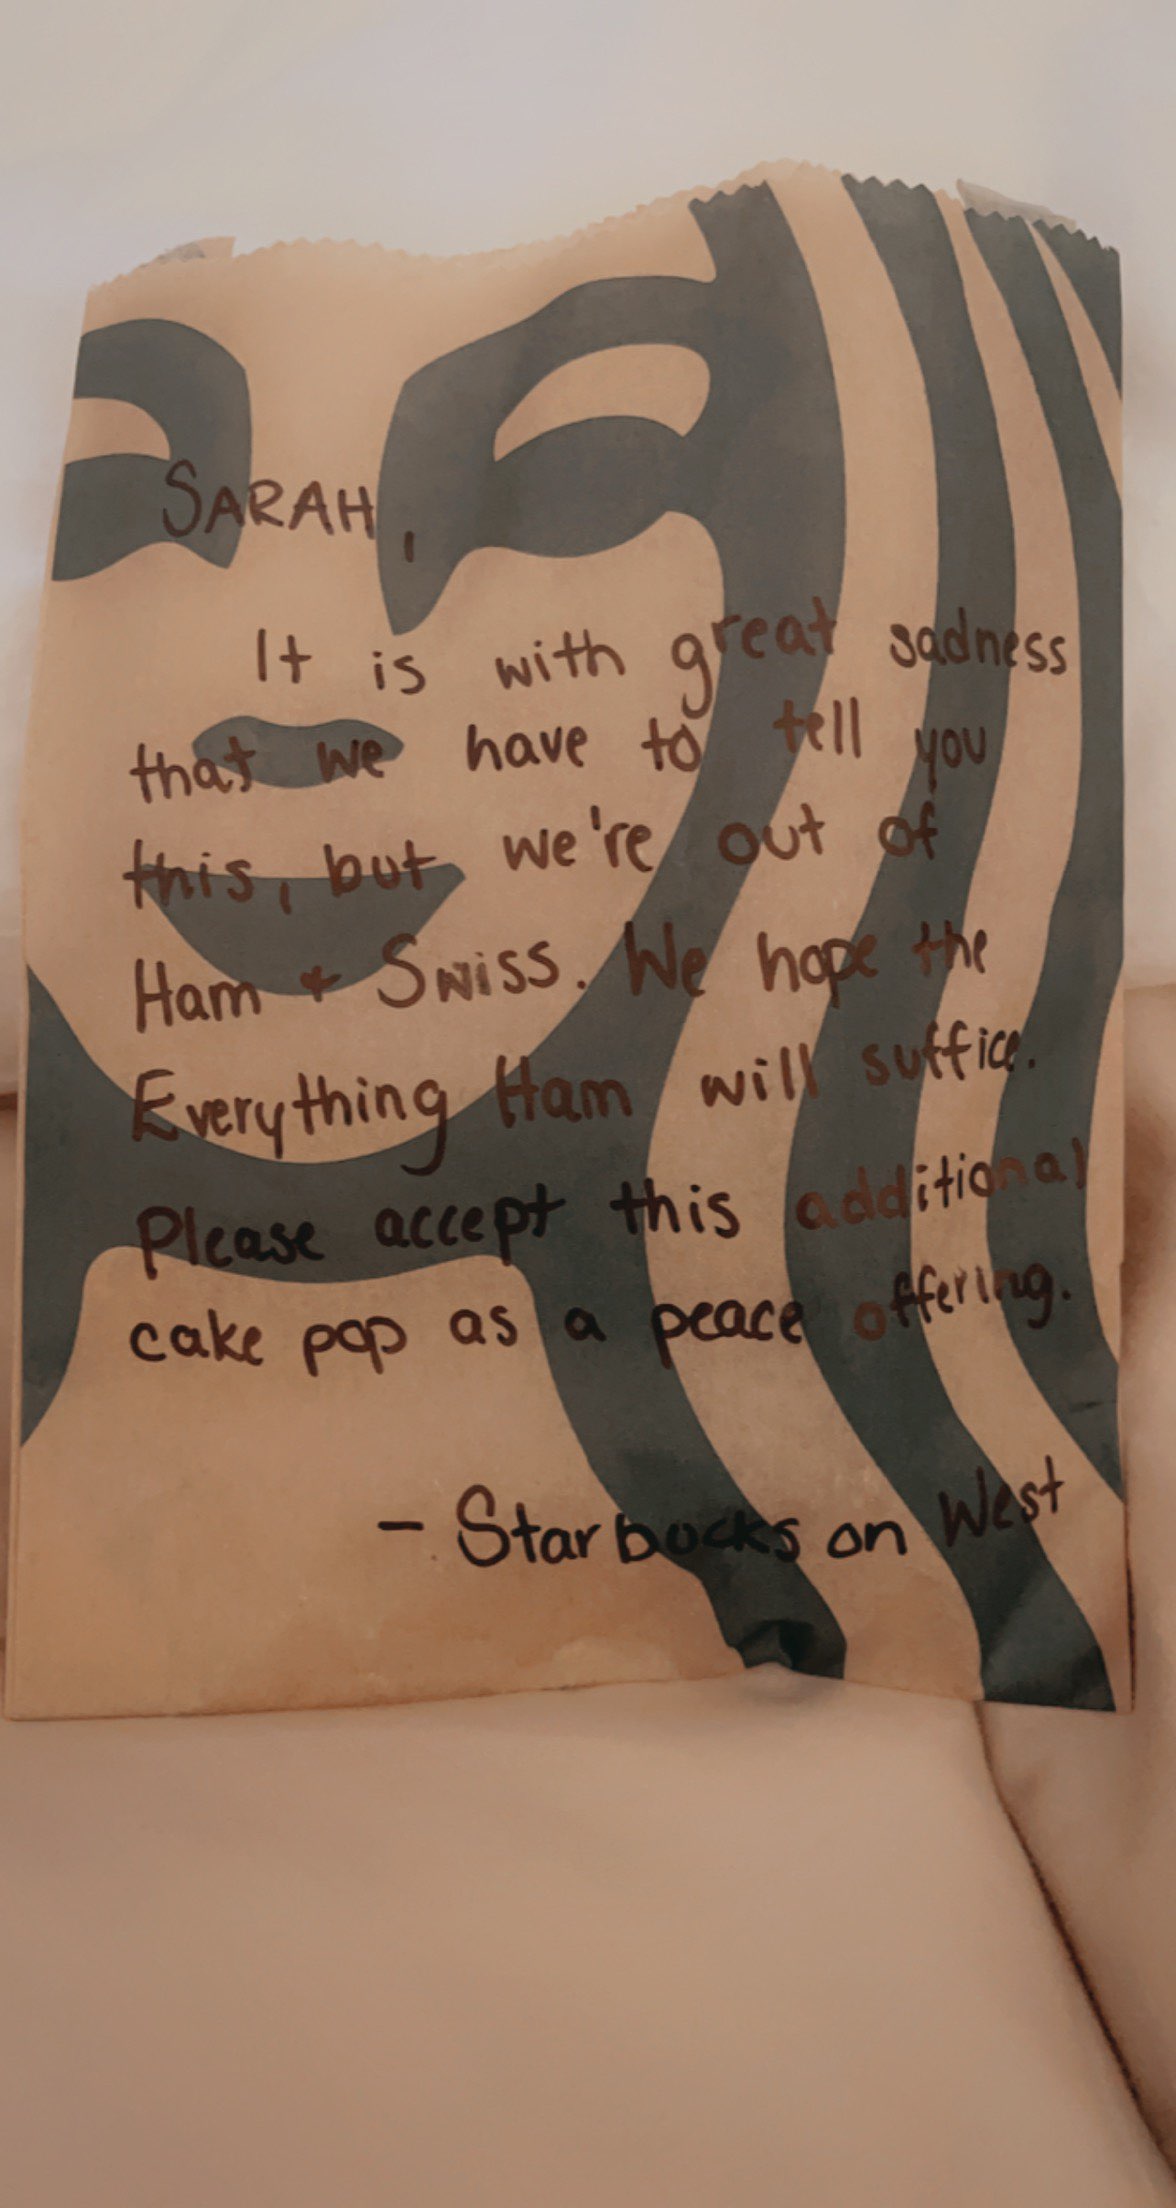 SARAH,
It is with great sadness
that we have to tell you
this, but we're out of
Ham & Swiss. We hope the
Everything Ham will suffice.
Please accept this additional
cake pop as a peace offering.
- Starbucks on West